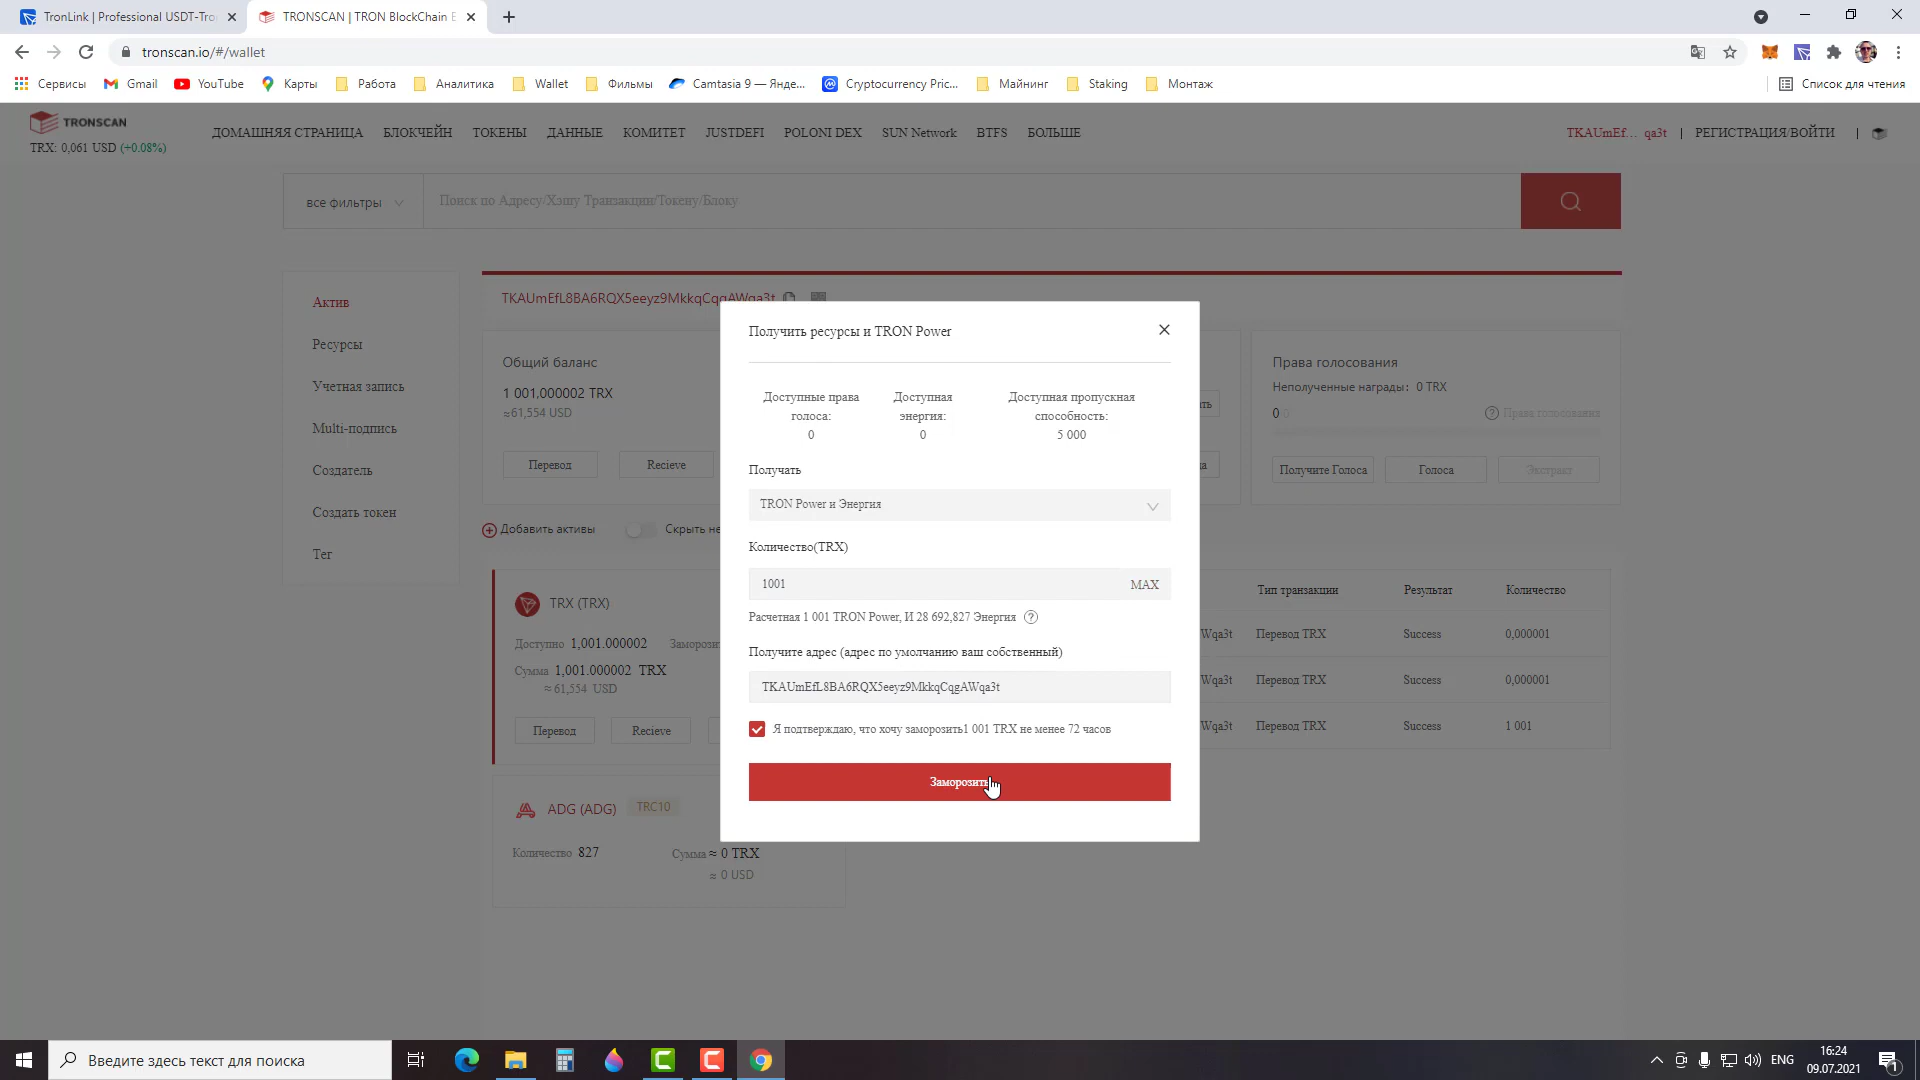 TronLink | Professional USDT-Tro
TRONSCAN | TRON BlockChain E
tronscan.io/#/wallet
Сервисы
Gmail
YouTube
Карты
Работа
Аналитика
Wallet
Фильмы
Camtasia 9 — Янде...
Cryptocurrency Pric...
Майнинг
Staking
Монтаж
Список для чтения
TRONSCAN
TRX: 0,061 USD (+0.08%)
ДОМАШНЯЯ СТРАНИЦА
БЛОКЧЕЙН
ТОКЕНЫ
ДАННЫЕ
КОМИТЕТ
JUSTDEFI
POLONI DEX
SUN Network
BTFS
БОЛЬШЕ
TKAUmEf... qa3t | РЕГИСТРАЦИЯ/ВОЙТИ |
все фильтры
Поиск по Адресу/Хэшу Транзакции/Токену/Блоку
Актив
Ресурсы
Учетная запись
Multi-подпись
Создатель
Создать токен
Тег
TKAUmEfL8BA6RQX5eeyz9MkkqCqgAWqa3t
Общий баланс
1 001,000002 TRX
≈61,554 USD
Перевод
Recieve
Права голосования
Неполученные награды: 0 TRX
0
Права голосования
Получите Голоса
Голоса
Экстракт
Добавить активы
TRX (TRX)
Доступно 1,001.000002
Сумма 1,001.000002 TRX
≈61,554 USD
Перевод
Recieve
ADG (ADG) TRC10
Количество 827
Сумма ≈ 0 TRX
≈ 0 USD
Получить ресурсы и TRON Power
Доступные права
голоса:
0
Доступная
энергия:
0
Доступная пропускная
способность:
5 000
Получать
TRON Power и Энергия
Количество(TRX)
1001
MAX
Расчетная 1 001 TRON Power, И 28 692,827 Энергия
Получите адрес (адрес по умолчанию ваш собственный)
TKAUmEfL8BA6RQX5eeyz9MkkqCqgAWqa3t
Я подтверждаю, что хочу заморозить1 001 TRX не менее 72 часов
Заморозить
Тип транзакции Результат Количество
Wqa3t Перевод TRX Success 0,000001
Wqa3t Перевод TRX Success 0,000001
Wqa3t Перевод TRX Success 1 001
Введите здесь текст для поиска
ENG
16:24
09.07.2021
1